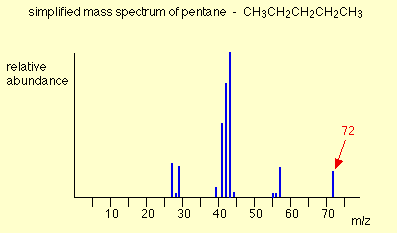 simplified mass spectrum of pentane - CH₃CH₂CH₂CH₂CH₃
relative
abundance
72
10 20 30 40 50 60 70
m/z